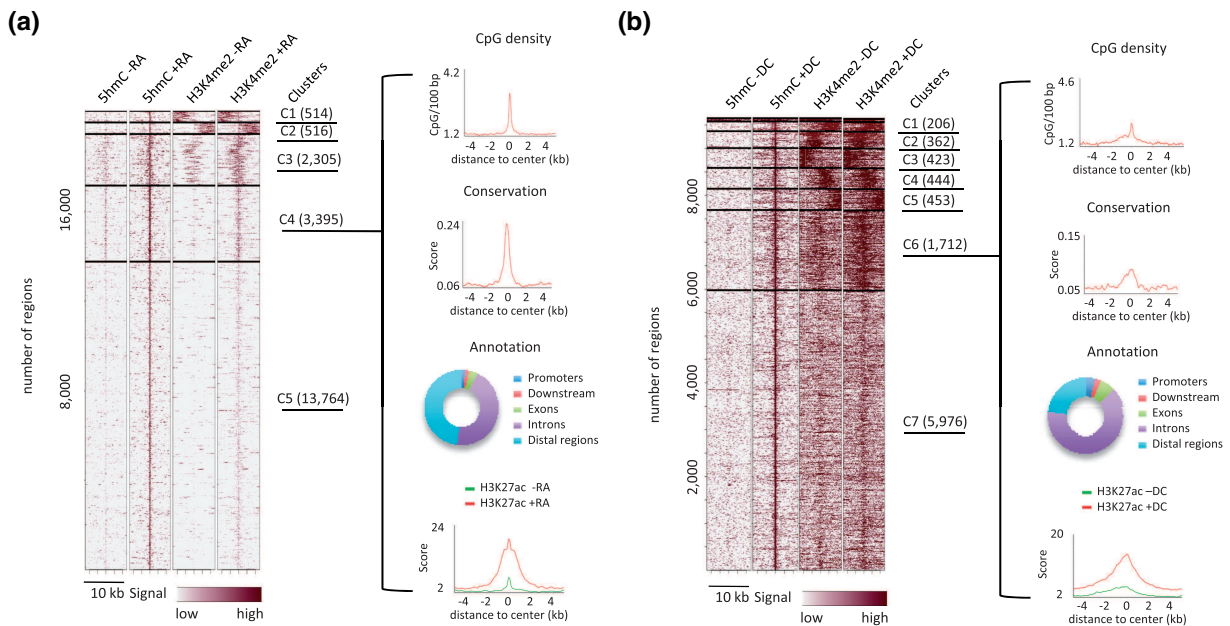 (a)
5hmC -RA
5hmC +RA
H3K4me2 -RA
H3K4me2 +RA
Clusters
number of regions
16,000
8,000
C1 (514)
C2 (516)
C3 (2,305)
C4 (3,395)
C5 (13,764)
10 kb
Signal
low
high
CpG density
CpG/100 bp
4.2
1.2
-4
-2
0
2
4
distance to center (kb)
Conservation
Score
0.24
0.06
-4
-2
0
2
4
distance to center (kb)
Annotation
Promoters
Downstream
Exons
Introns
Distal regions
H3K27ac -RA
H3K27ac +RA
Score
24
2
-4
-2
0
2
4
distance to center (kb)
(b)
5hmC -DC
5hmC +DC
H3K4me2 -DC
H3K4me2 +DC
Clusters
number of regions
8,000
6,000
4,000
2,000
C1 (206)
C2 (362)
C3 (423)
C4 (444)
C5 (453)
C6 (1,712)
C7 (5,976)
10 kb
Signal
low
high
CpG density
CpG/100 bp
4.6
1.2
-4
-2
0
2
4
distance to center (kb)
Conservation
Score
0.15
0.05
-4
-2
0
2
4
distance to center (kb)
Annotation
Promoters
Downstream
Exons
Introns
Distal regions
H3K27ac –DC
H3K27ac +DC
Score
20
2
-4
-2
0
2
4
distance to center (kb)